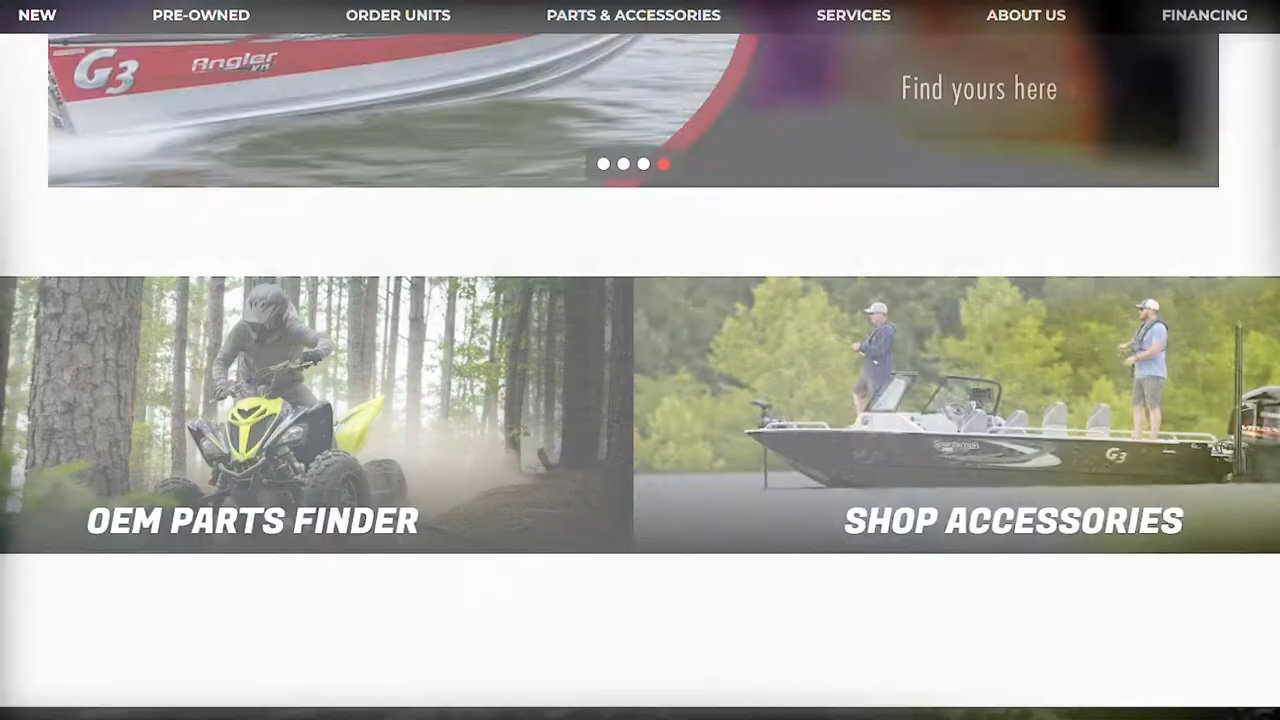 NEW PRE-OWNED ORDER UNITS PARTS & ACCESSORIES SERVICES ABOUT US FINANCING
G3 Angler
Find yours here
Sportsman
G3
OEM PARTS FINDER SHOP ACCESSORIES